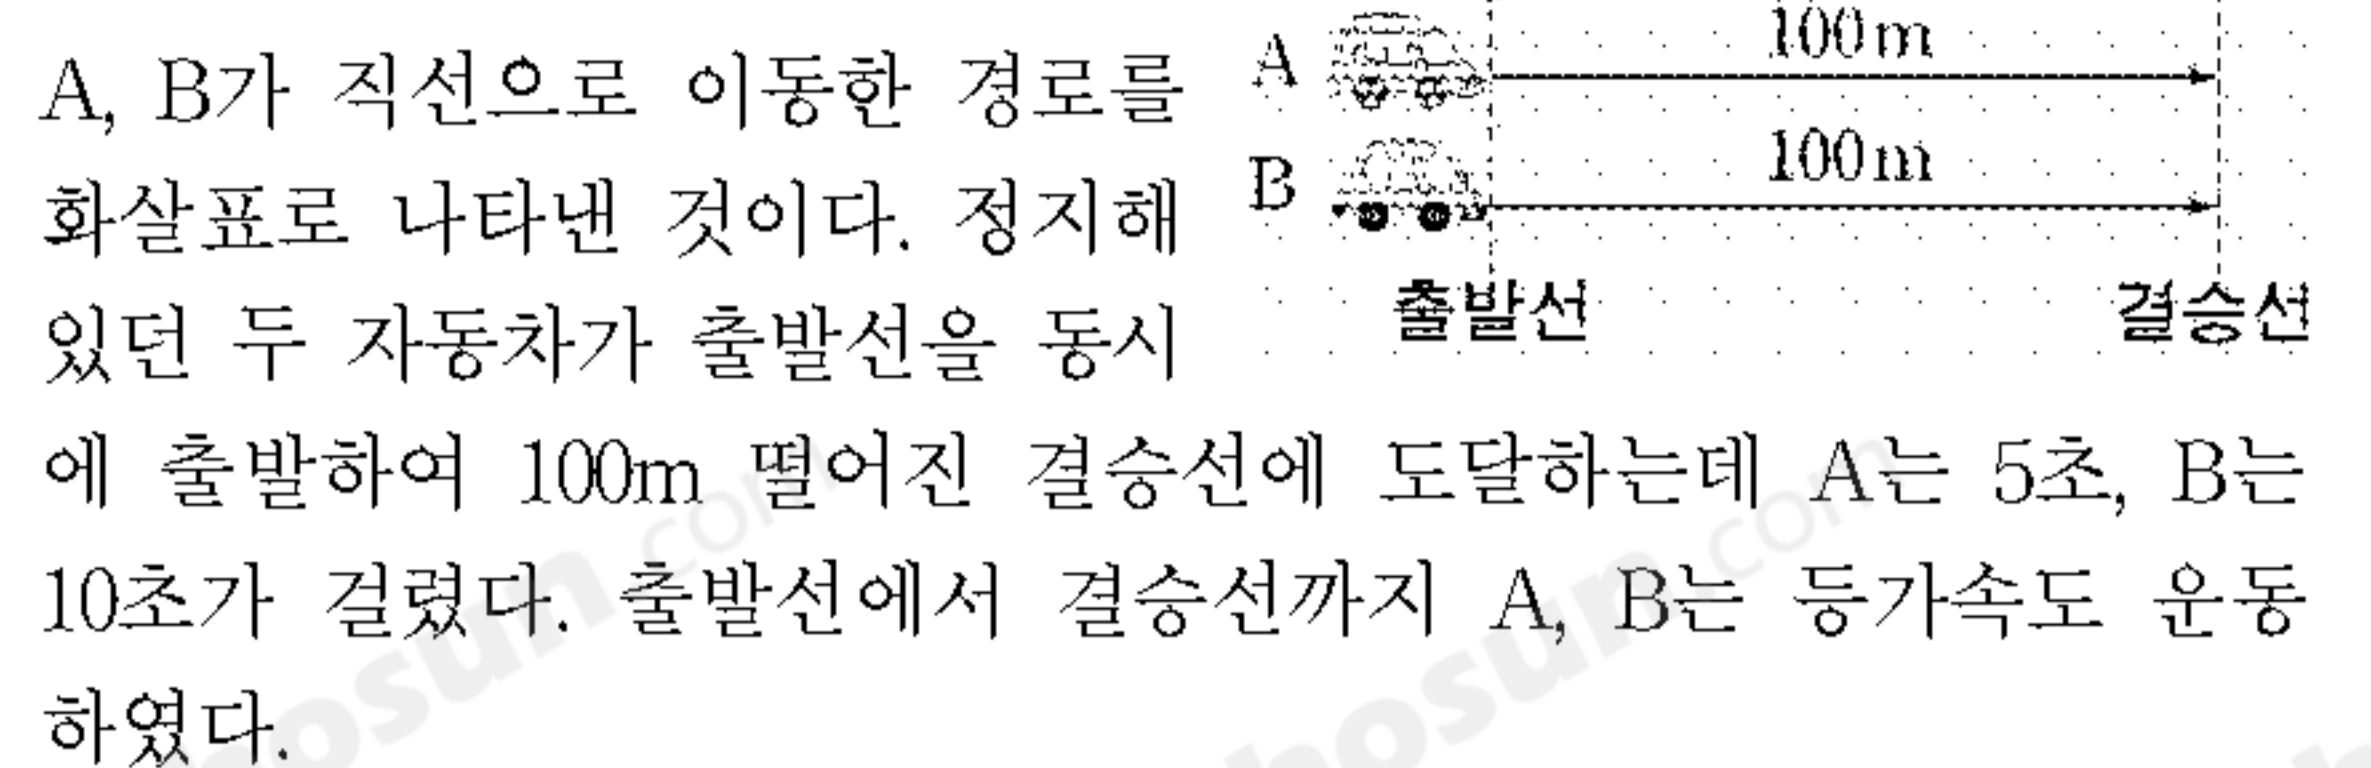 A, B가 직선으로 이동한 경로를
화살표로 나타낸 것이다. 정지해
있던 두 자동차가 출발선을 동시
에 출발하여 100m 떨어진 결승선에 도달하는데 A는 5초, B는
10초가 걸렸다. 출발선에서 결승선까지 A, B는 등가속도 운동
하였다.
A 100m
B 100m
출발선 결승선